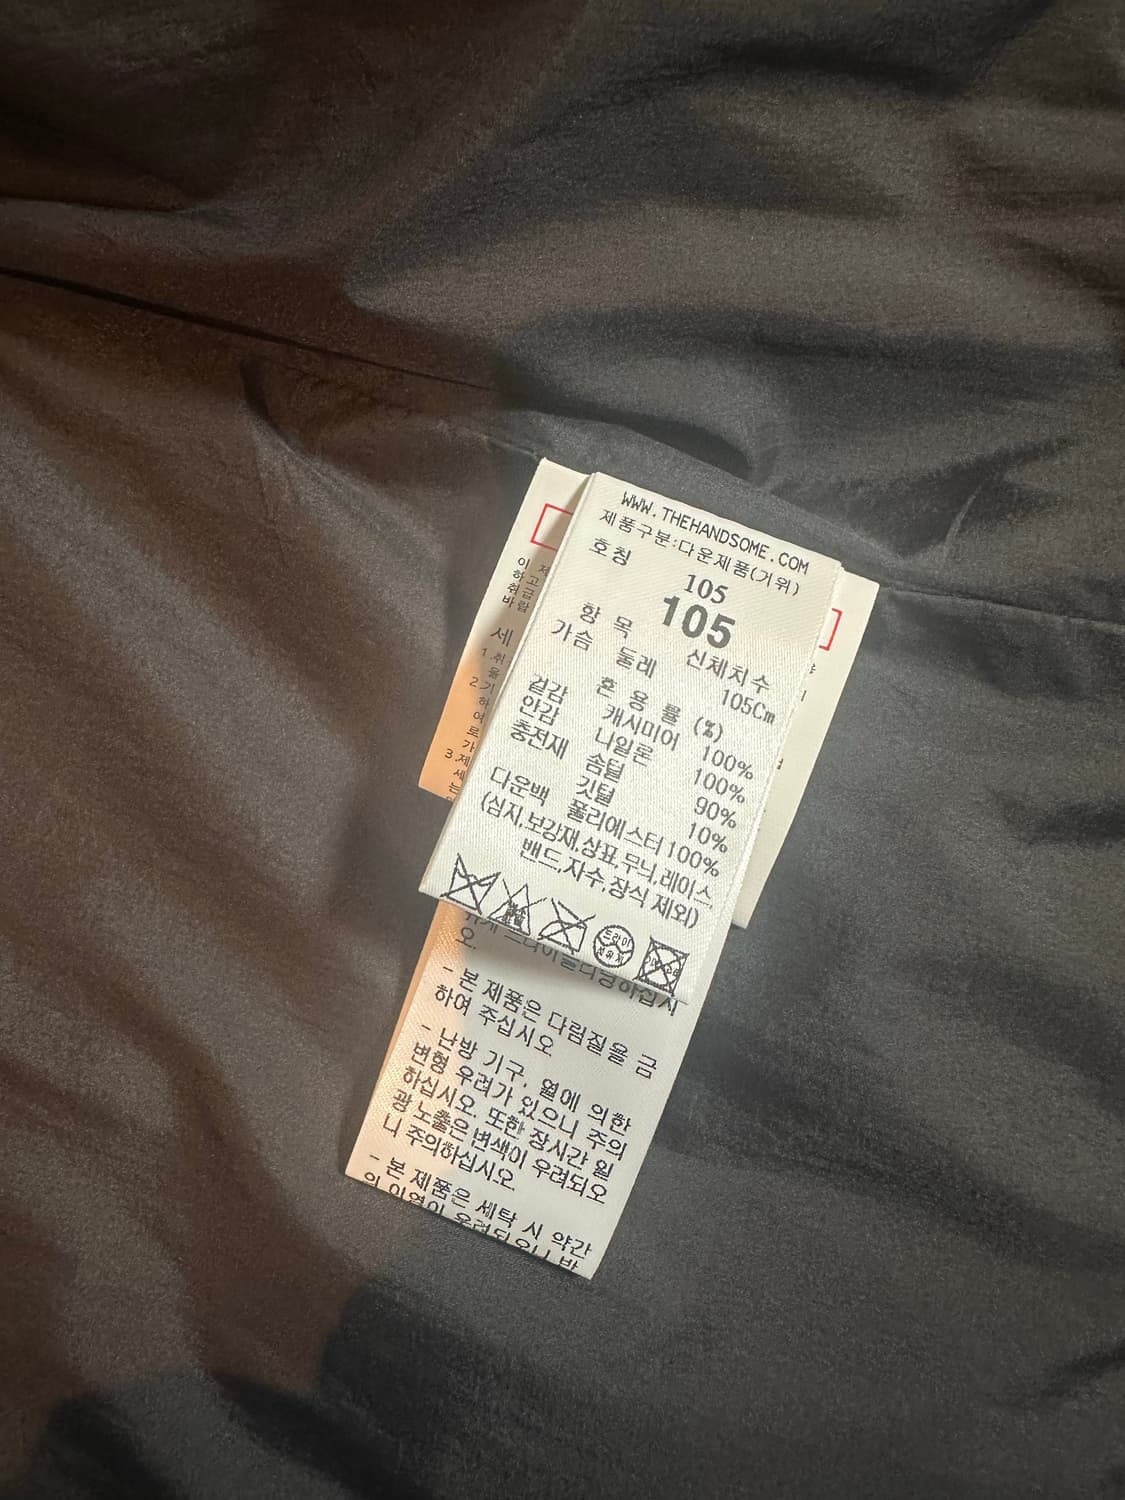 WWW.THEHANDSOME.COM
제품구분:다운제품(거위)
호칭
105
105
항 목 신체치수
가슴 둘레 105Cm
혼 용 률 (%)
겉감 캐시미어 100%
안감 나일론 100%
충전재 솜털 90%
깃털 10%
다운백 폴리에스터 100%
(심지,보강재,상표,무늬,레이스,
밴드,자수,장식 제외)
드라이
석유계
오.
- 본 제품은 다림질을 금
하여 주십시오
- 난방 기구, 열에 의한
변형 우려가 있으니 주의
하십시오. 또한 장시간 일
광 노출은 변색이 우려되오
니 주의하십시오.
- 본 제품은 세탁 시 약간